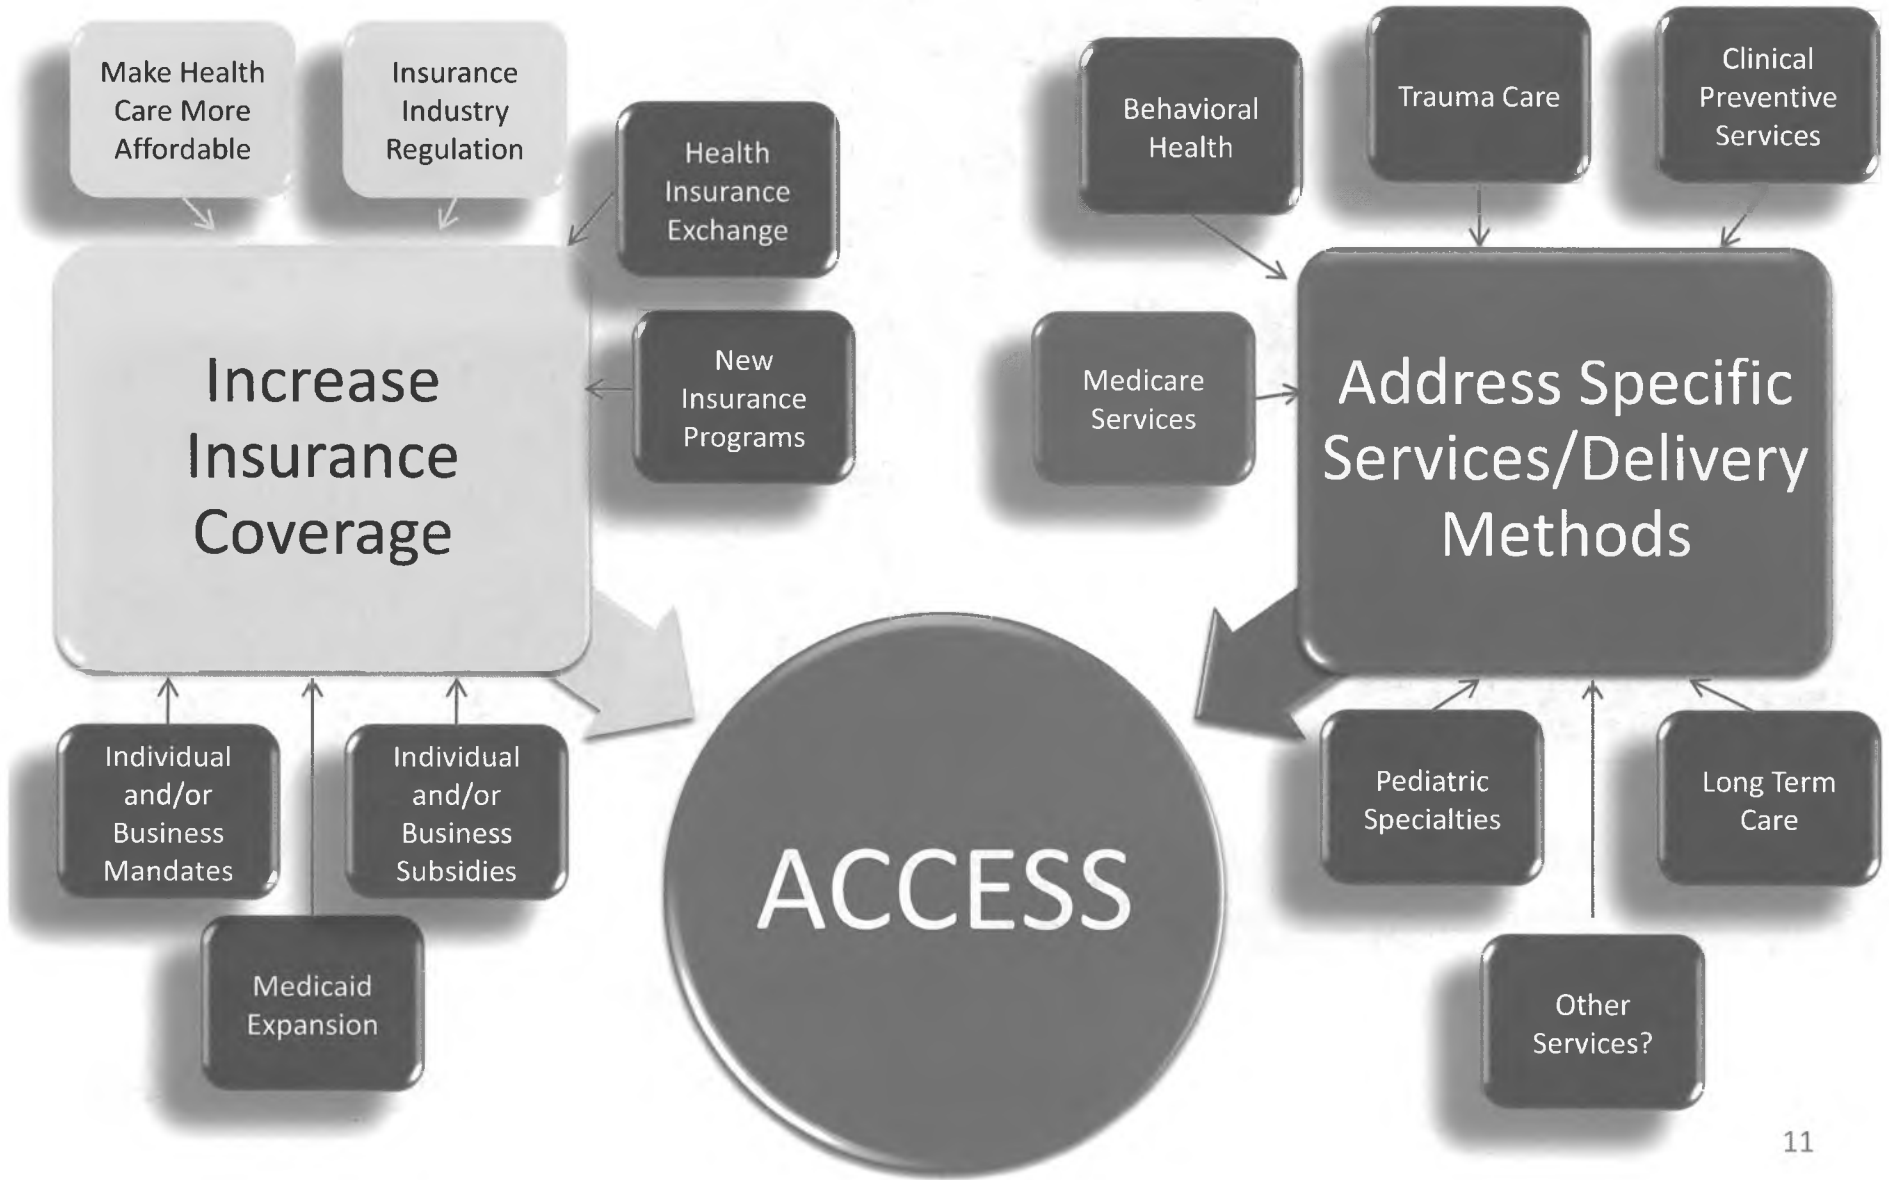 Make Health
Care More
Affordable
Insurance
Industry
Regulation
Health
Insurance
Exchange
New
Insurance
Programs
Increase
Insurance
Coverage
Individual
and/or
Business
Mandates
Individual
and/or
Business
Subsidies
Medicaid
Expansion
Behavioral
Health
Trauma Care
Clinical
Preventive
Services
Medicare
Services
Address Specific
Services/Delivery
Methods
Pediatric
Specialties
Long Term
Care
Other
Services?
ACCESS
11